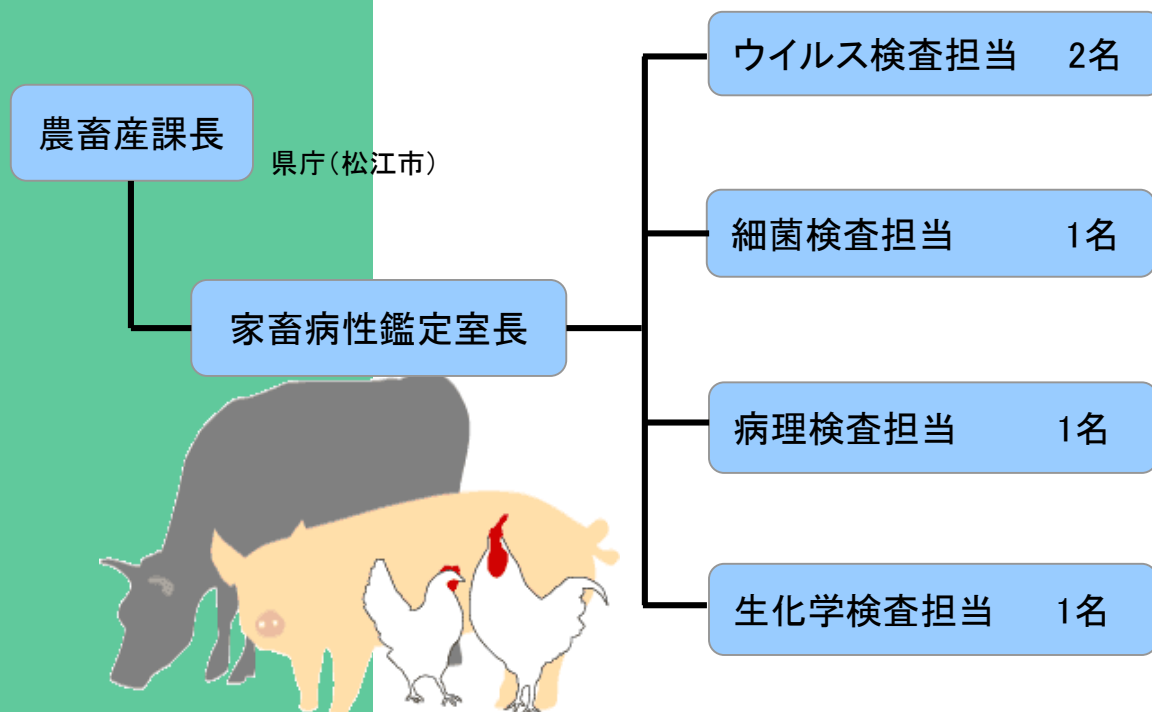 農畜産課長
県庁(松江市)
家畜病性鑑定室長
ウイルス検査担当 2名
細菌検査担当 1名
病理検査担当 1名
生化学検査担当 1名